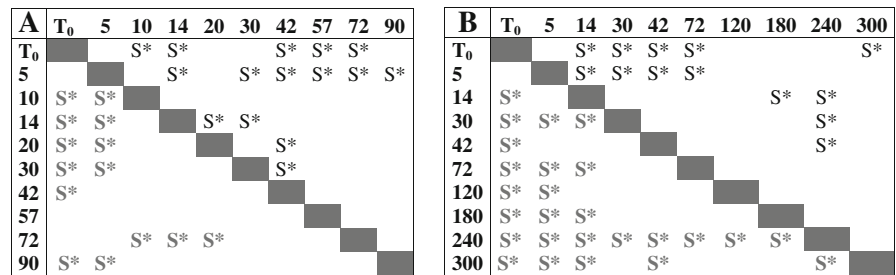 A T₀ 5 10 14 20 30 42 57 72 90
T₀ S* S* S* S* S*
5 S* S* S* S* S* S*
10 S* S*
14 S* S* S* S*
20 S* S* S*
30 S* S* S*
42 S*
57
72 S* S* S*
90 S* S*
B T₀ 5 14 30 42 72 120 180 240 300
T₀ S* S* S* S* S*
5 S* S* S* S*
14 S* S* S*
30 S* S* S* S*
42 S* S*
72 S* S* S*
120 S* S*
180 S* S* S*
240 S* S* S* S* S* S* S* S*
300 S* S* S* S* S*